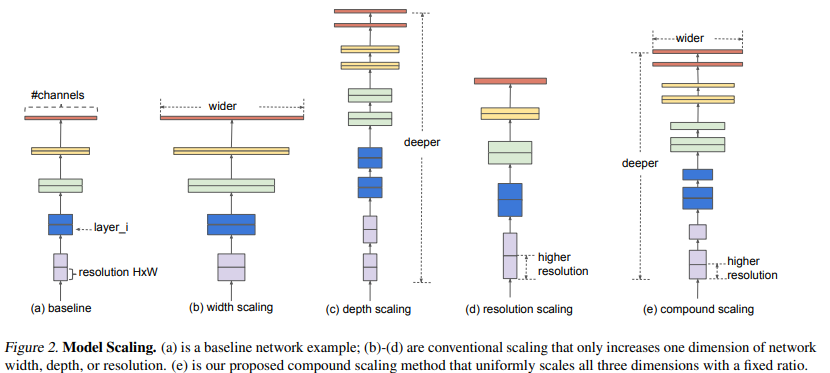 #channels
layer_i
resolution HxW
(a) baseline
wider
(b) width scaling
deeper
(c) depth scaling
higher
resolution
(d) resolution scaling
wider
deeper
higher
resolution
(e) compound scaling
Figure 2. Model Scaling. (a) is a baseline network example; (b)-(d) are conventional scaling that only increases one dimension of network
width, depth, or resolution. (e) is our proposed compound scaling method that uniformly scales all three dimensions with a fixed ratio.